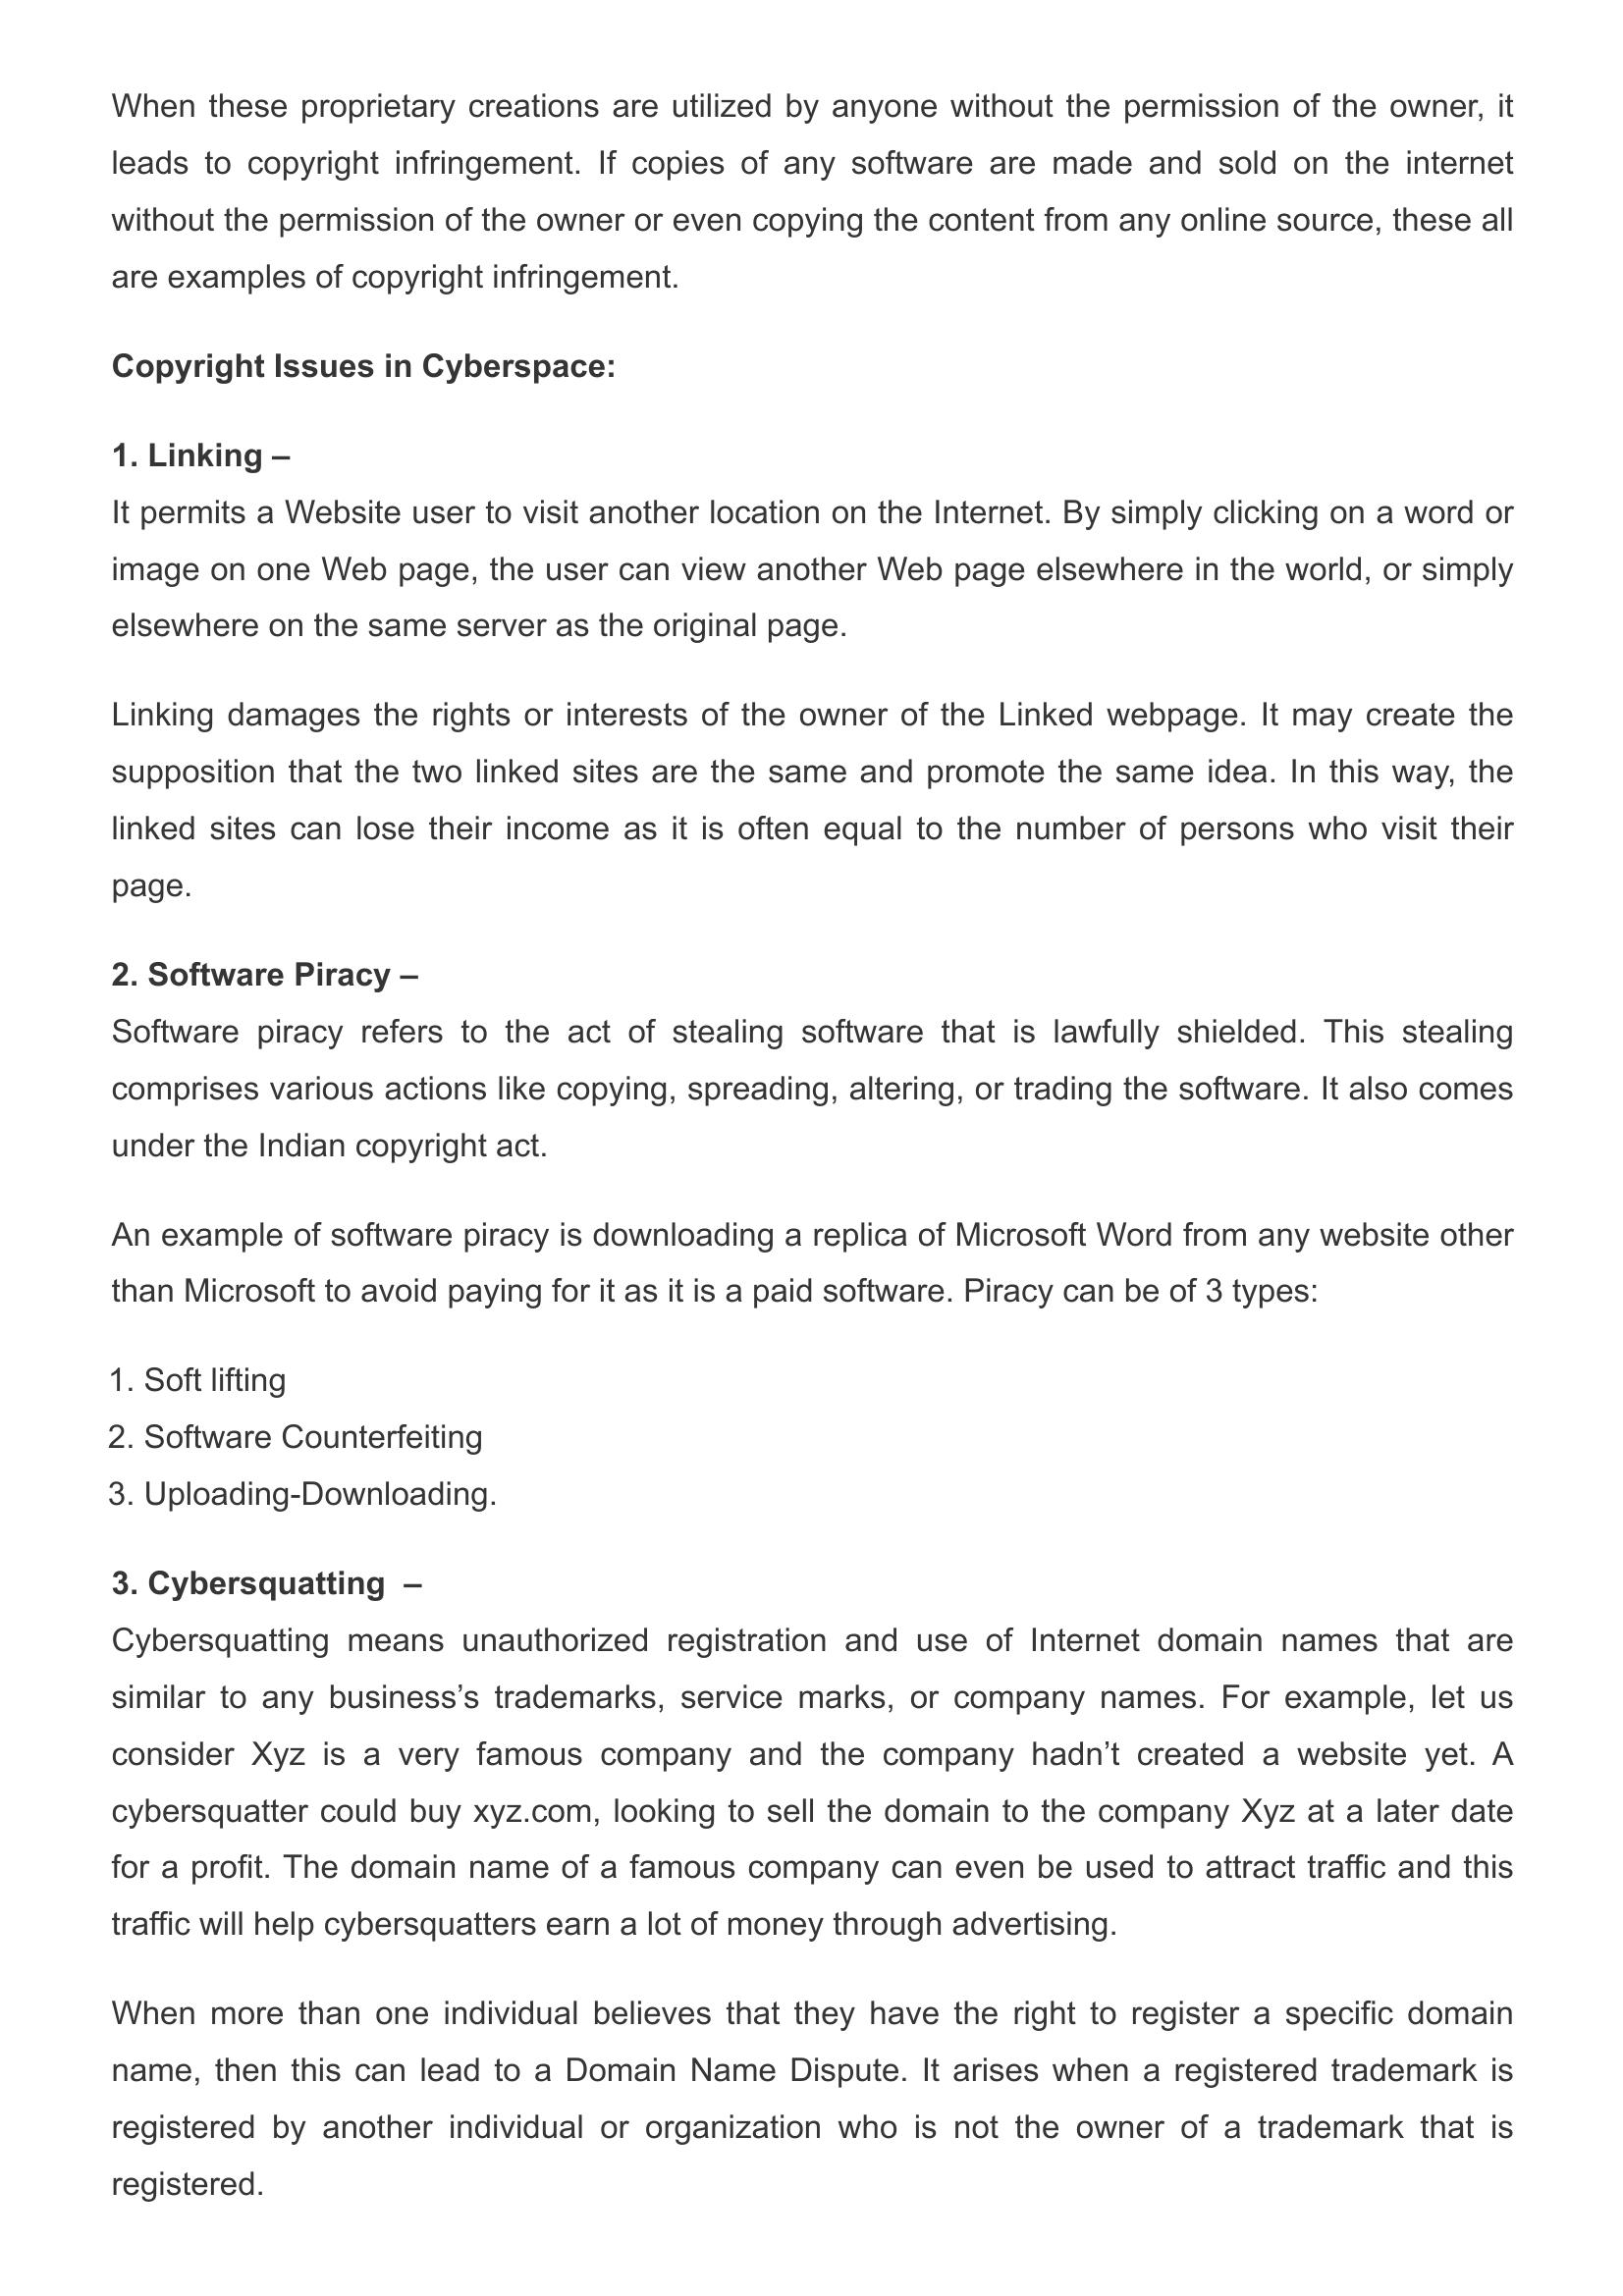 When these proprietary creations are utilized by anyone without the permission of the owner, it
leads to copyright infringement. If copies of any software are made and sold on the internet
without the permission of the owner or even copying the content from any online source, these all
are examples of copyright infringement.
Copyright Issues in Cyberspace:
1. Linking –
It permits a Website user to visit another location on the Internet. By simply clicking on a word or
image on one Web page, the user can view another Web page elsewhere in the world, or simply
elsewhere on the same server as the original page.
Linking damages the rights or interests of the owner of the Linked webpage. It may create the
supposition that the two linked sites are the same and promote the same idea. In this way, the
linked sites can lose their income as it is often equal to the number of persons who visit their
page.
2. Software Piracy –
Software piracy refers to the act of stealing software that is lawfully shielded. This stealing
comprises various actions like copying, spreading, altering, or trading the software. It also comes
under the Indian copyright act.
An example of software piracy is downloading a replica of Microsoft Word from any website other
than Microsoft to avoid paying for it as it is a paid software. Piracy can be of 3 types:
1. Soft lifting
2. Software Counterfeiting
3. Uploading-Downloading.
3. Cybersquatting –
Cybersquatting means unauthorized registration and use of Internet domain names that are
similar to any business’s trademarks, service marks, or company names. For example, let us
consider Xyz is a very famous company and the company hadn’t created a website yet. A
cybersquatter could buy xyz.com, looking to sell the domain to the company Xyz at a later date
for a profit. The domain name of a famous company can even be used to attract traffic and this
traffic will help cybersquatters earn a lot of money through advertising.
When more than one individual believes that they have the right to register a specific domain
name, then this can lead to a Domain Name Dispute. It arises when a registered trademark is
registered by another individual or organization who is not the owner of a trademark that is
registered.